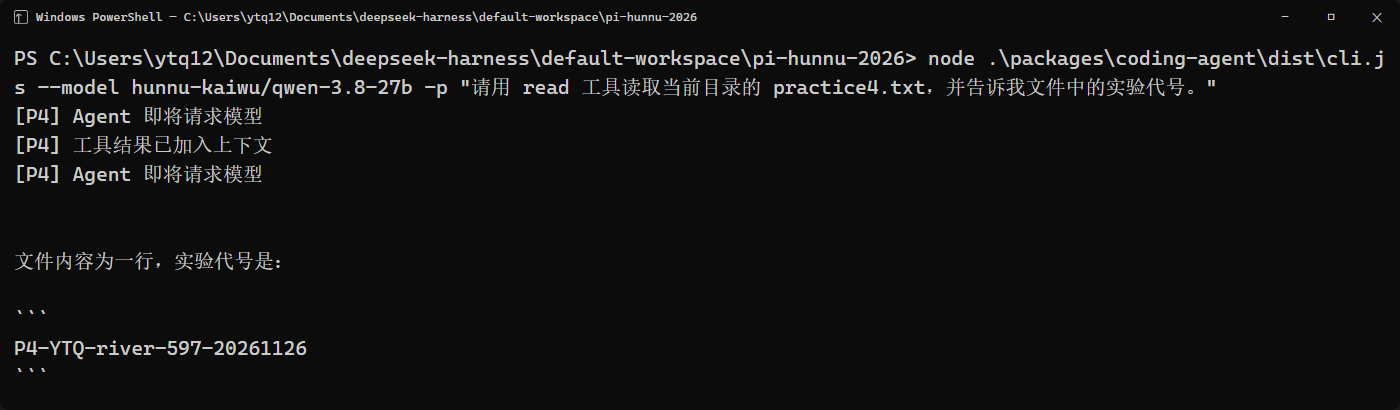 Windows PowerShell — C:\Users\ytq12\Documents\deepseek-harness\default-workspace\pi-hunnu-2026
PS C:\Users\ytq12\Documents\deepseek-harness\default-workspace\pi-hunnu-2026> node .\packages\coding-agent\dist\cli.j
s --model hunnu-kaiwu/qwen-3.8-27b -p "请用 read 工具读取当前目录的 practice4.txt，并告诉我文件中的实验代号。"
[P4] Agent 即将请求模型
[P4] 工具结果已加入上下文
[P4] Agent 即将请求模型
文件内容为一行，实验代号是：
```
P4-YTQ-river-597-20261126
```